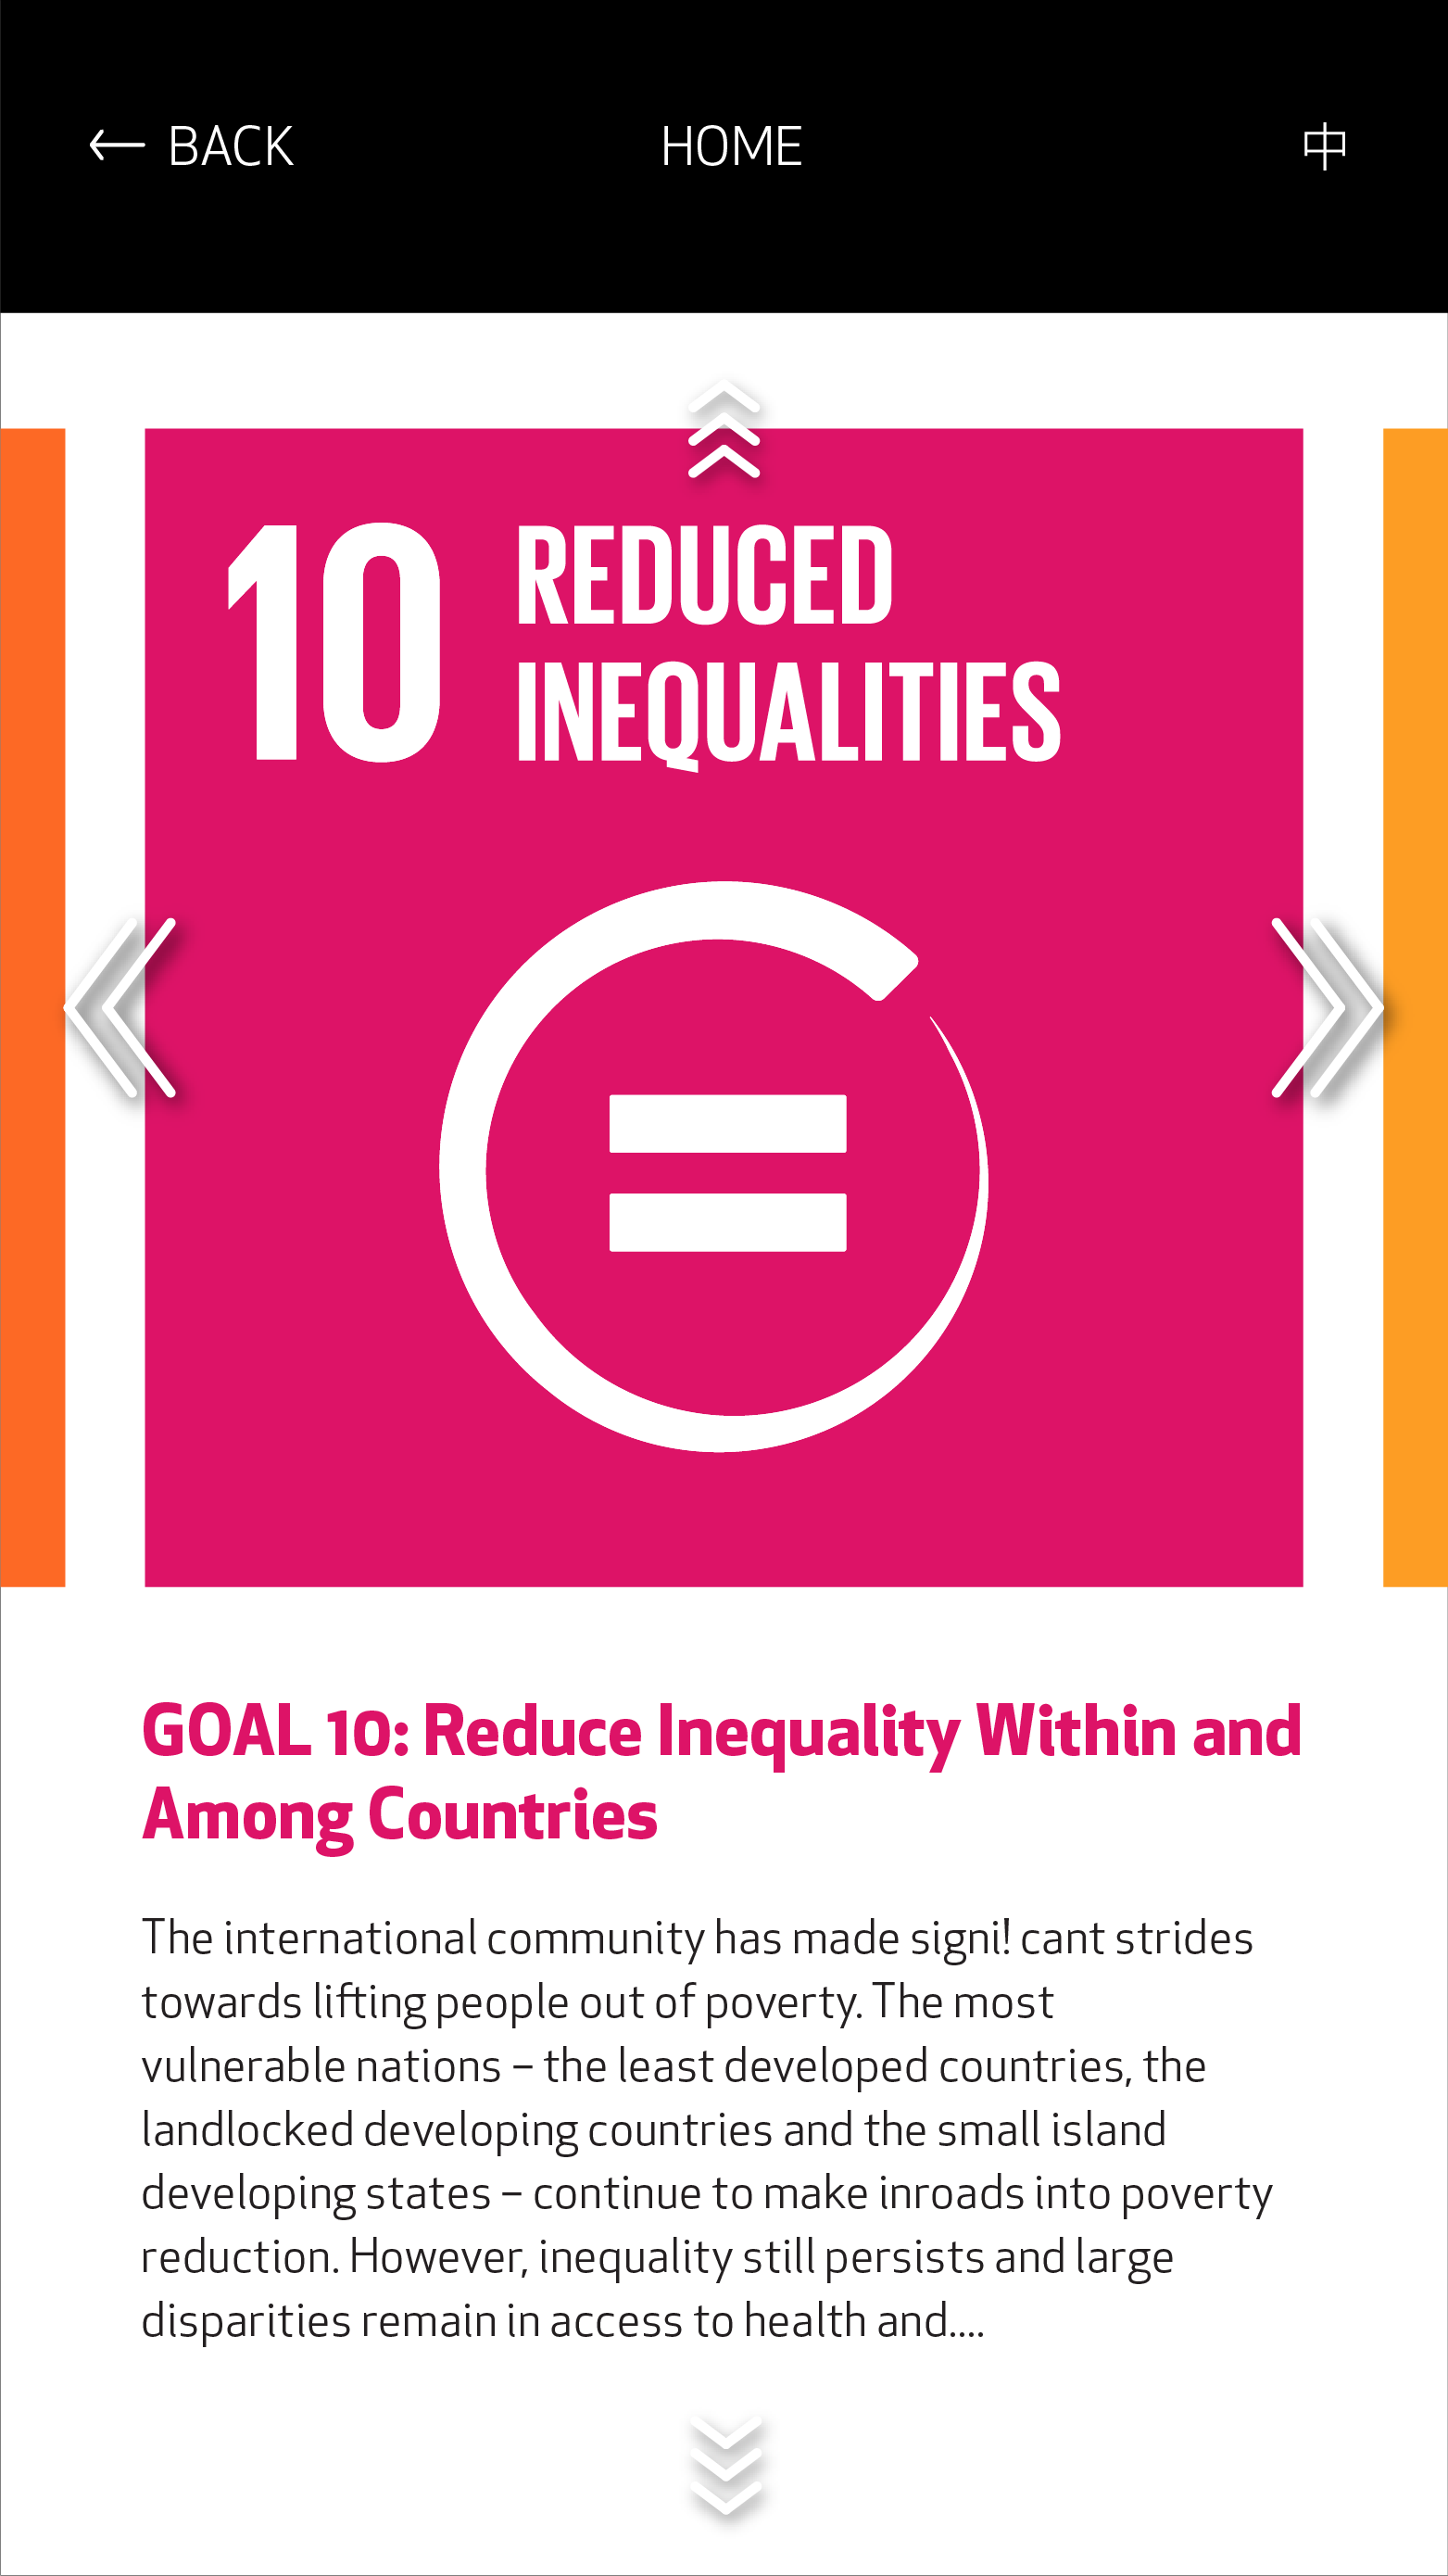 ← BACK
HOME
中
10
REDUCED
INEQUALITIES
GOAL 10: Reduce Inequality Within and
Among Countries
The international community has made signi! cant strides
towards lifting people out of poverty. The most
vulnerable nations – the least developed countries, the
landlocked developing countries and the small island
developing states – continue to make inroads into poverty
reduction. However, inequality still persists and large
disparities remain in access to health and....